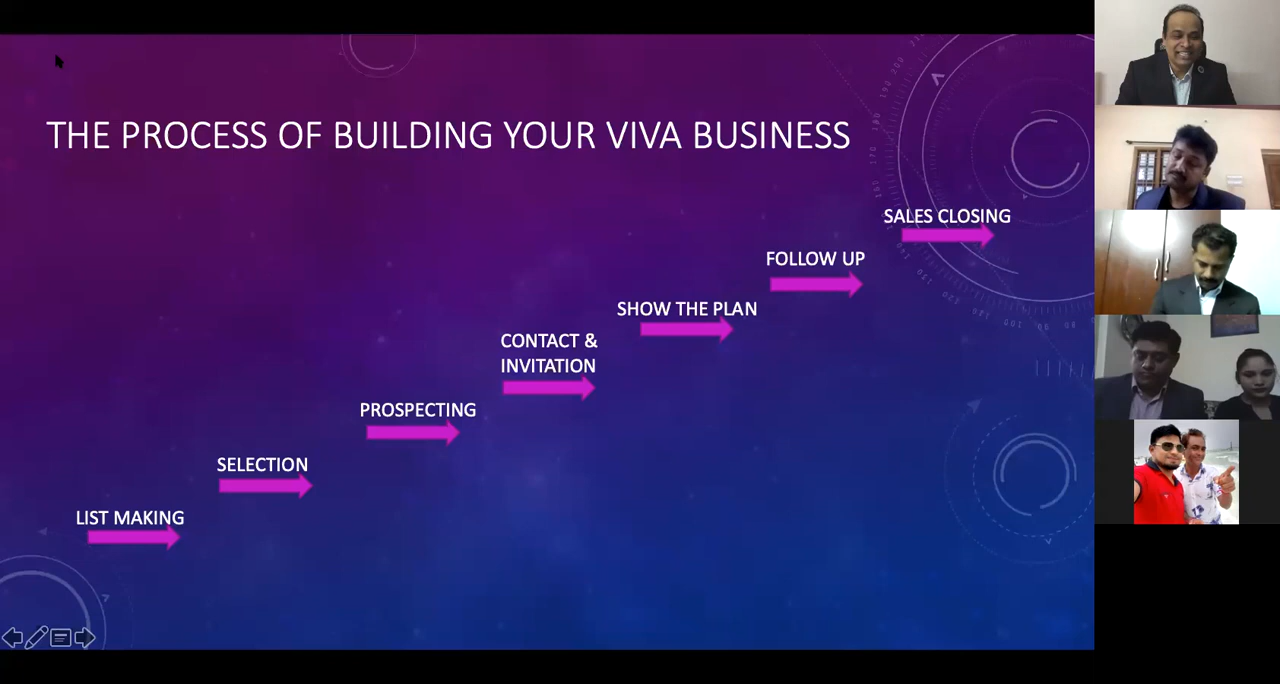 THE PROCESS OF BUILDING YOUR VIVA BUSINESS
SALES CLOSING
FOLLOW UP
SHOW THE PLAN
CONTACT &
INVITATION
PROSPECTING
SELECTION
LIST MAKING